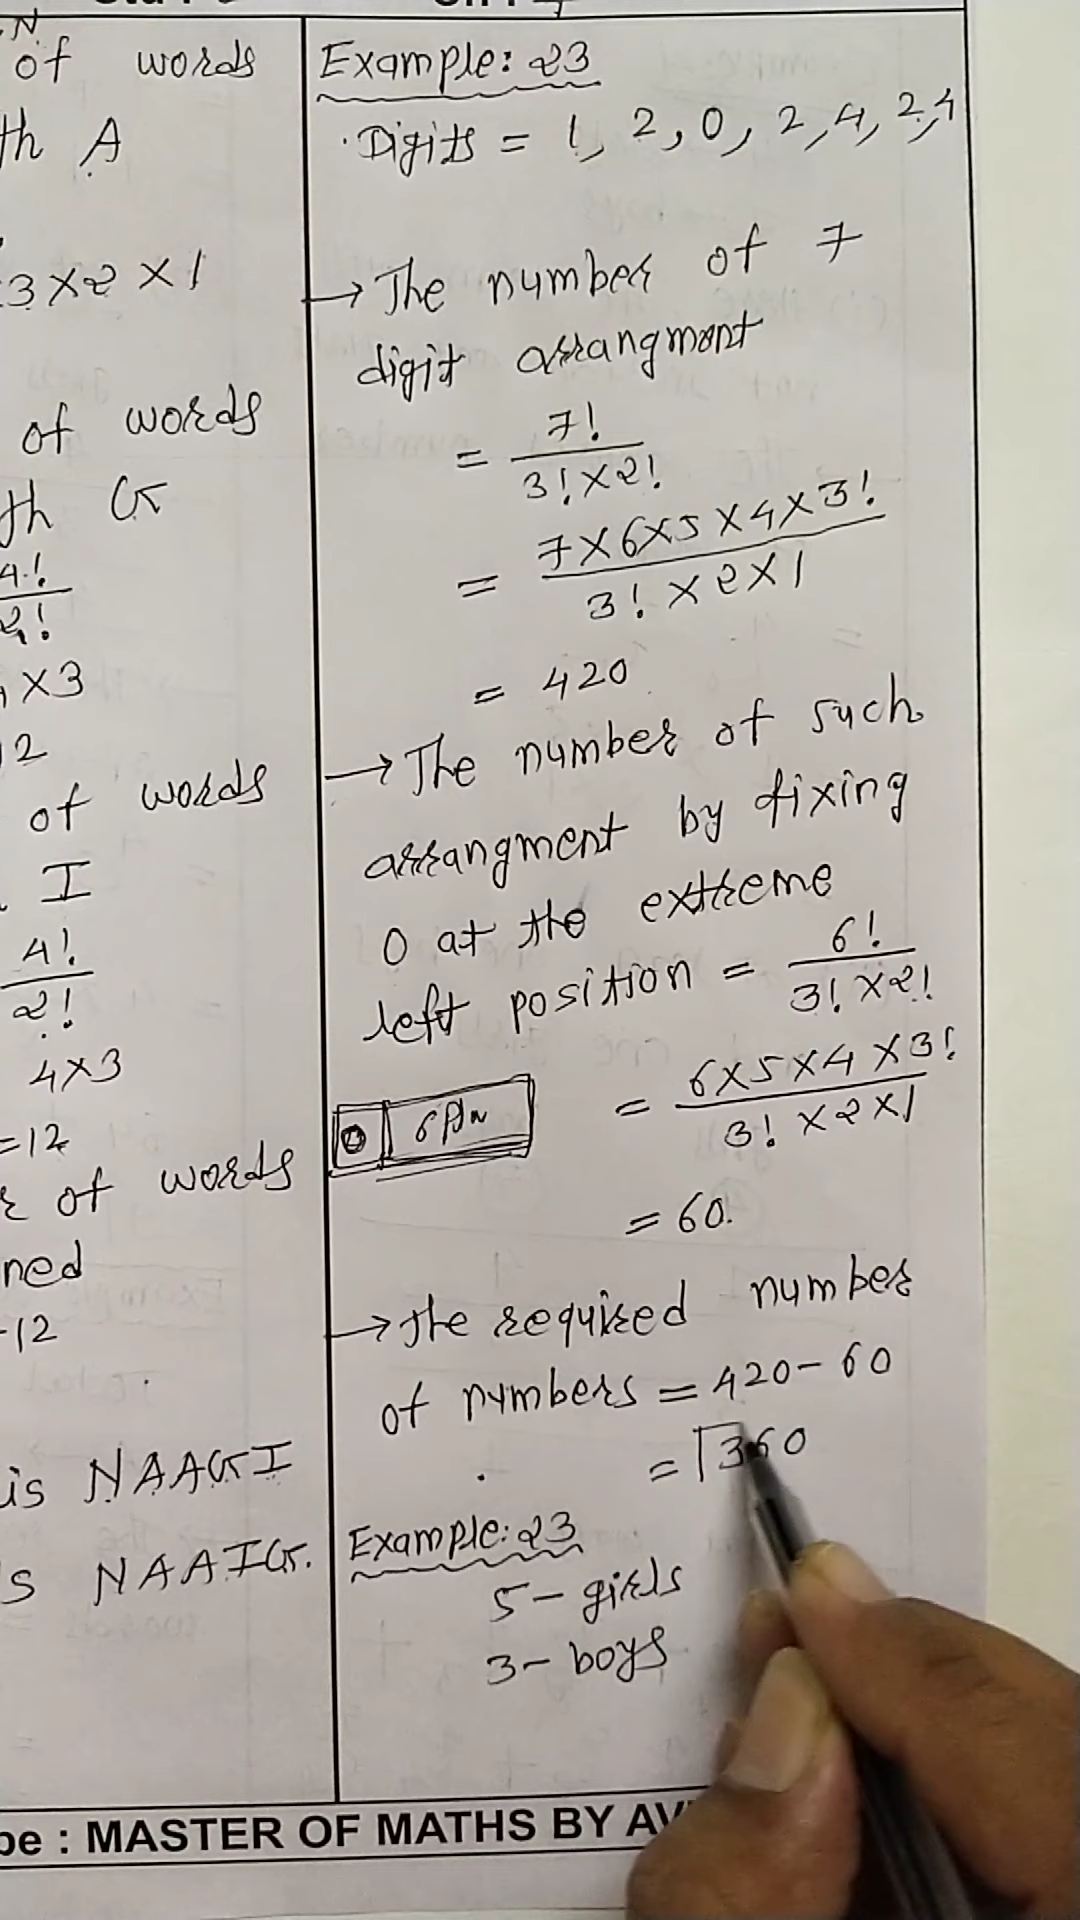 N.
of words
th A
3×2×1
of words
th G
4!
2!
×3
12
of words
I
4!
2!
4×3
=12
of words
ned
-12
is NAAGI
s NAAIG.
Example: 23
Digits = 1, 2, 0, 2, 4, 2, 4
→ The number of 7
digit arrangment
= 7!
3!×2!
= 7×6×5×4×3!
3!×2×1
= 420
→ The number of such
arrangment by fixing
0 at the extreme
left position = 6!
3!×2!
= 6×5×4×3!
3!×2×1
0
= 60.
→ The required number
of numbers = 420-60
= 360
Example: 23
5- girls
3- boys
be : MASTER OF MATHS BY AV